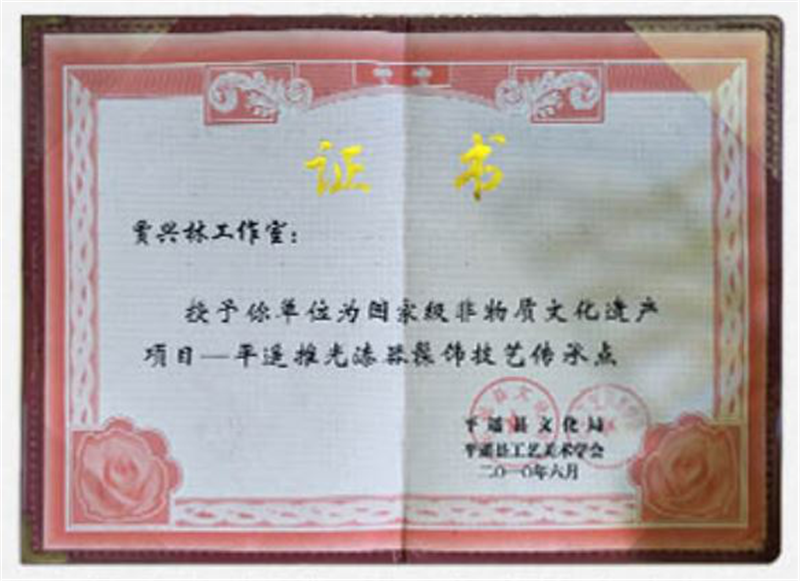 证书
贾兴林工作室：
授予你单位为国家级非物质文化遗产
项目—平遥推光漆器髹饰技艺传承点
平遥县文化局
平遥县工艺美术学会
二〇一〇年六月